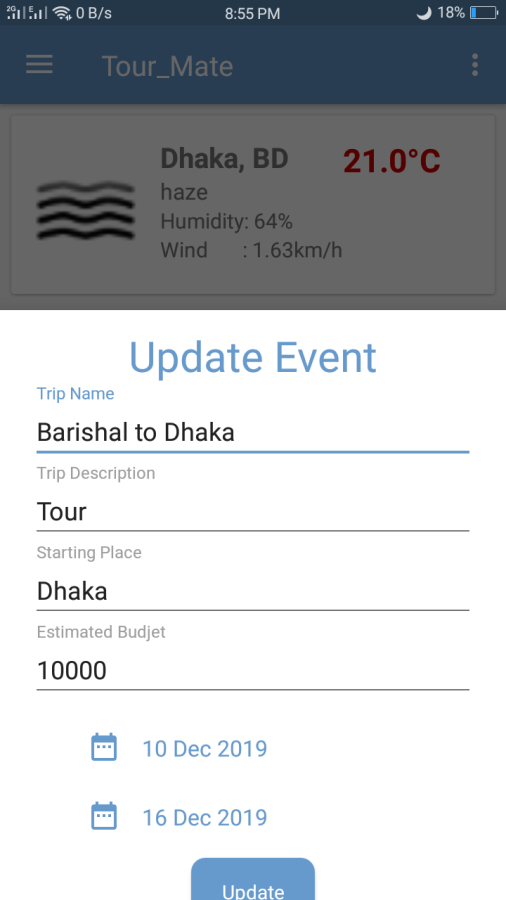 2G E 0 B/s 8:55 PM 18%
Tour_Mate
Dhaka, BD 21.0°C
haze
Humidity: 64%
Wind : 1.63km/h
Update Event
Trip Name
Barishal to Dhaka
Trip Description
Tour
Starting Place
Dhaka
Estimated Budjet
10000
10 Dec 2019
16 Dec 2019
Update